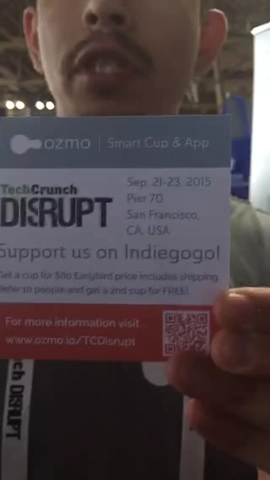 ozmo | Smart Cup & App
TechCrunch
DISRUPT
Sep. 21-23, 2015
Pier 70
San Francisco,
CA. USA
Support us on Indiegogo!
Get a cup for $80 Earlybird price includes shipping.
Refer 10 people and get a 2nd cup for FREE!
For more information visit
www.ozmo.io/TCDisrupt
ch DISRUPT